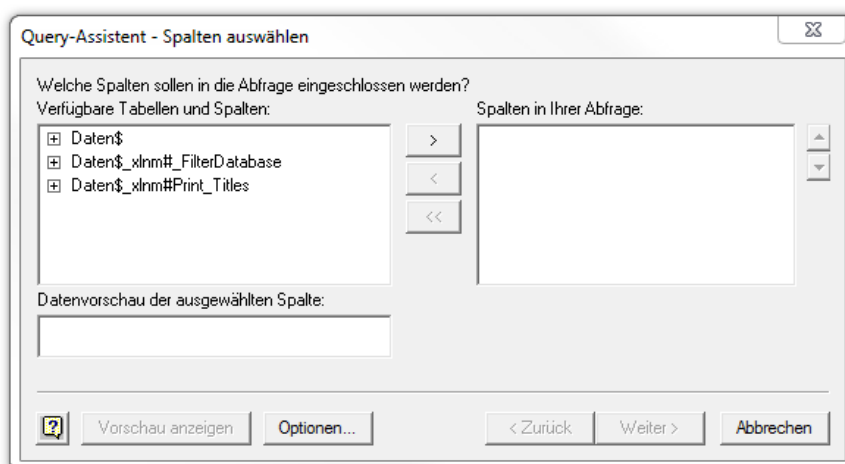 Query-Assistent - Spalten auswählen
Welche Spalten sollen in die Abfrage eingeschlossen werden?
Verfügbare Tabellen und Spalten:
Spalten in Ihrer Abfrage:
Daten$
Daten$_xlnm#_FilterDatabase
Daten$_xlnm#Print_Titles
>
<
<<
Datenvorschau der ausgewählten Spalte:
? Vorschau anzeigen Optionen... < Zurück Weiter > Abbrechen